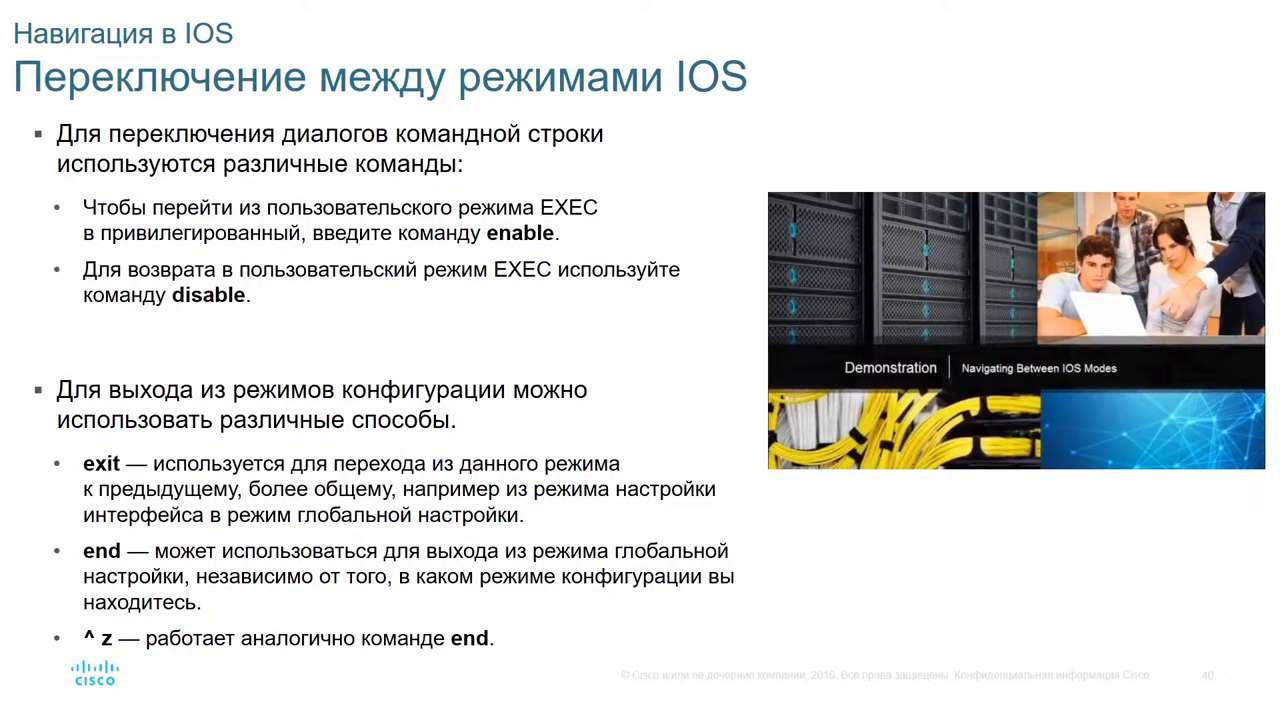 Навигация в IOS
Переключение между режимами IOS
▪ Для переключения диалогов командной строки
используются различные команды:
• Чтобы перейти из пользовательского режима EXEC
в привилегированный, введите команду enable.
• Для возврата в пользовательский режим EXEC используйте
команду disable.
Demonstration | Navigating Between IOS Modes
▪ Для выхода из режимов конфигурации можно
использовать различные способы.
• exit — используется для перехода из данного режима
к предыдущему, более общему, например из режима настройки
интерфейса в режим глобальной настройки.
• end — может использоваться для выхода из режима глобальной
настройки, независимо от того, в каком режиме конфигурации вы
находитесь.
• ^ z — работает аналогично команде end.
CISCO
© Cisco и/или ее дочерние компании, 2016. Все права защищены. Конфиденциальная информация Cisco
40